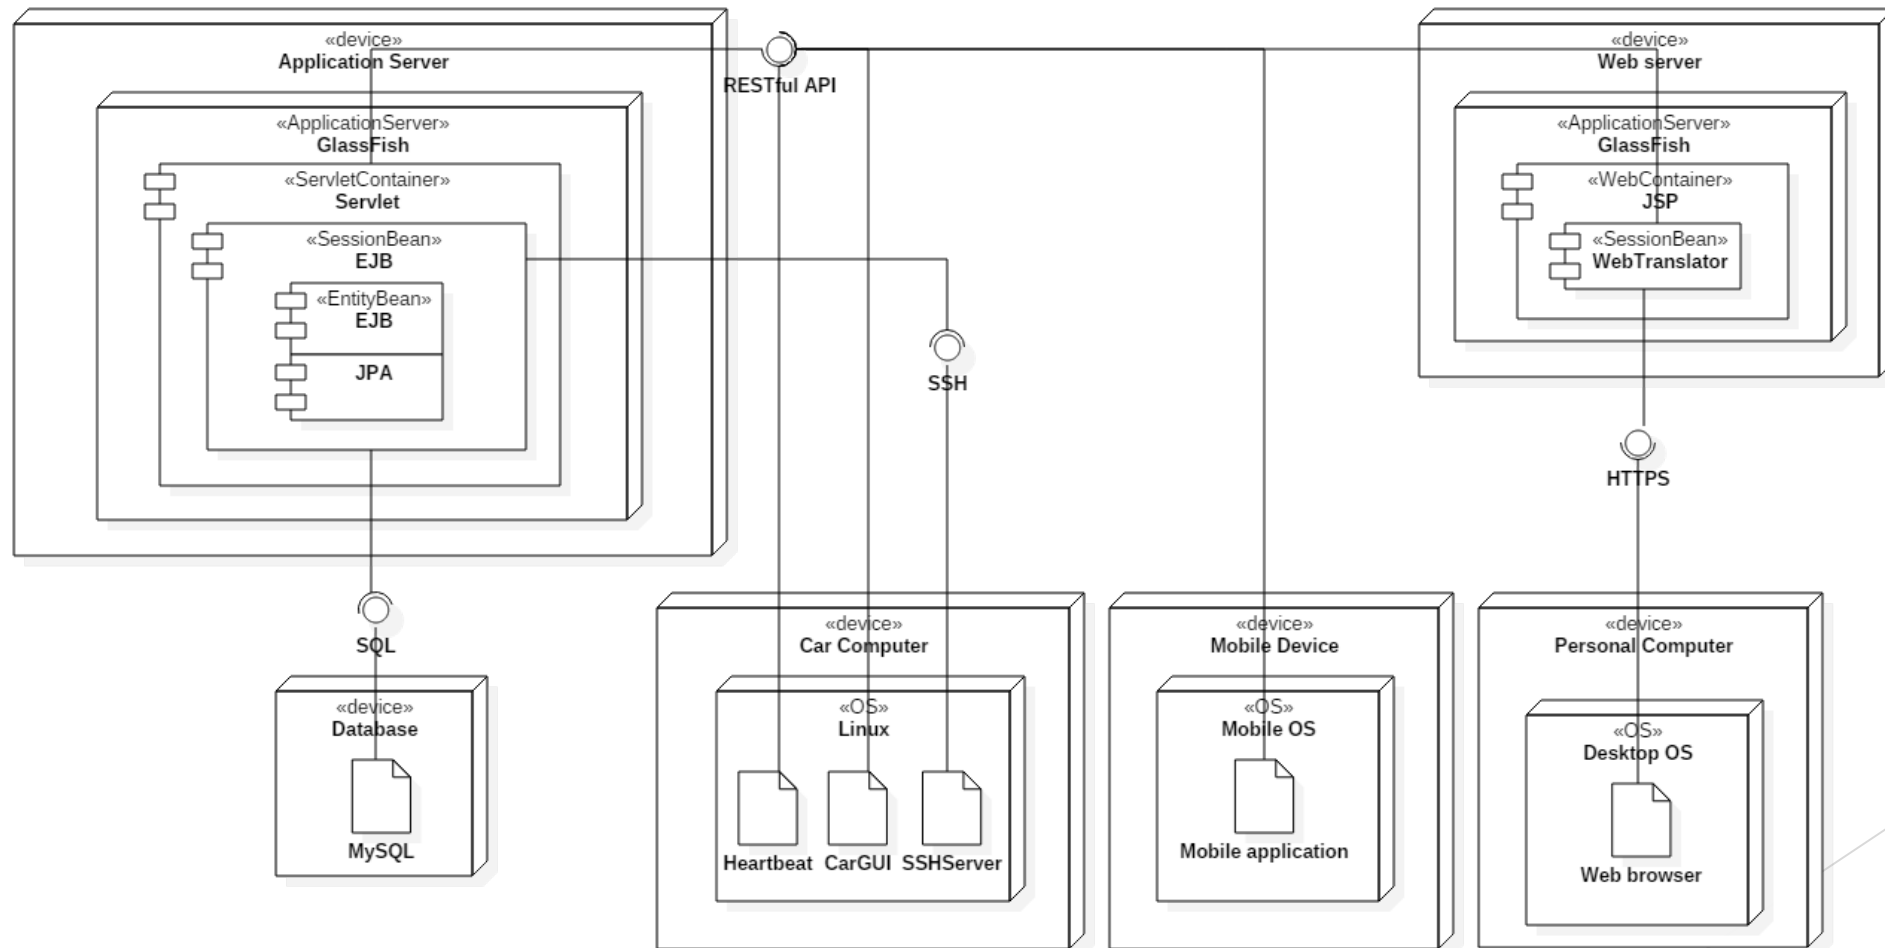 «device»
Application Server
«ApplicationServer»
GlassFish
«ServletContainer»
Servlet
«SessionBean»
EJB
«EntityBean»
EJB
JPA
RESTful API
SSH
«device»
Web server
«ApplicationServer»
GlassFish
«WebContainer»
JSP
«SessionBean»
WebTranslator
HTTPS
SQL
«device»
Database
MySQL
«device»
Car Computer
«OS»
Linux
Heartbeat
CarGUI
SSHServer
«device»
Mobile Device
«OS»
Mobile OS
Mobile application
«device»
Personal Computer
«OS»
Desktop OS
Web browser